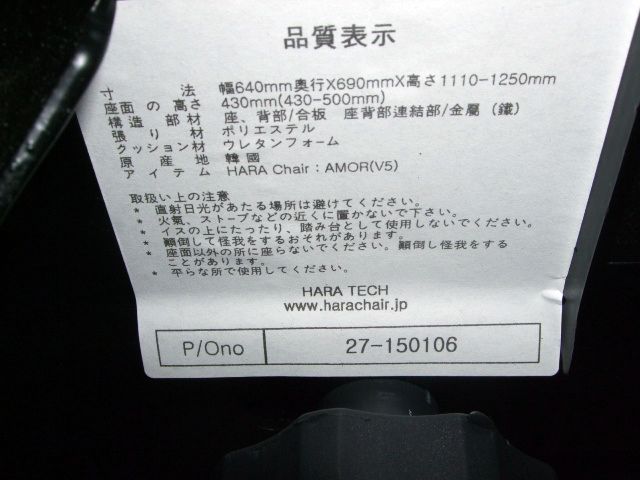 品質表示
寸法 幅640mm奥行X690mmX高さ1110-1250mm
座面の高さ 430mm(430-500mm)
構造部材 座、背部/合板 座背部連結部/金属（鐵）
張り材 ポリエステル
クッション材 ウレタンフォーム
原産地 韓國
アイテム HARA Chair : AMOR(V5)
取扱い上の注意
* 直射日光があたる場所は避けてください。
* 火氣、ストーブなどの近くに置かないで下さい。
* イスの上にたったり、踏み台として使用しないでください。
* 顚倒して怪我をするおそれがあります。
* 座面以外の所に座らないでください。顚倒し怪我をする
ことがあります。
* 平らな所で使用してください。
HARA TECH
www.harachair.jp
P/Ono 27-150106